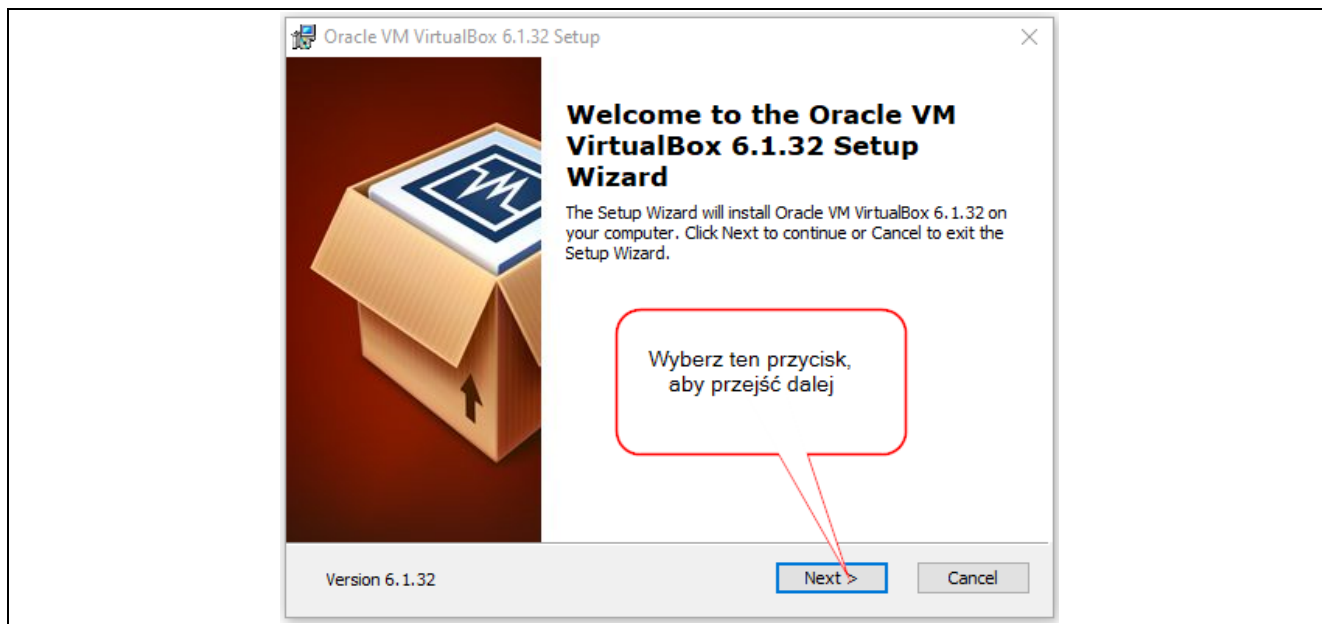 Oracle VM VirtualBox 6.1.32 Setup
Welcome to the Oracle VM
VirtualBox 6.1.32 Setup
Wizard
The Setup Wizard will install Oracle VM VirtualBox 6.1.32 on
your computer. Click Next to continue or Cancel to exit the
Setup Wizard.
Wyberz ten przycisk,
aby przejść dalej
Version 6.1.32
Next >
Cancel